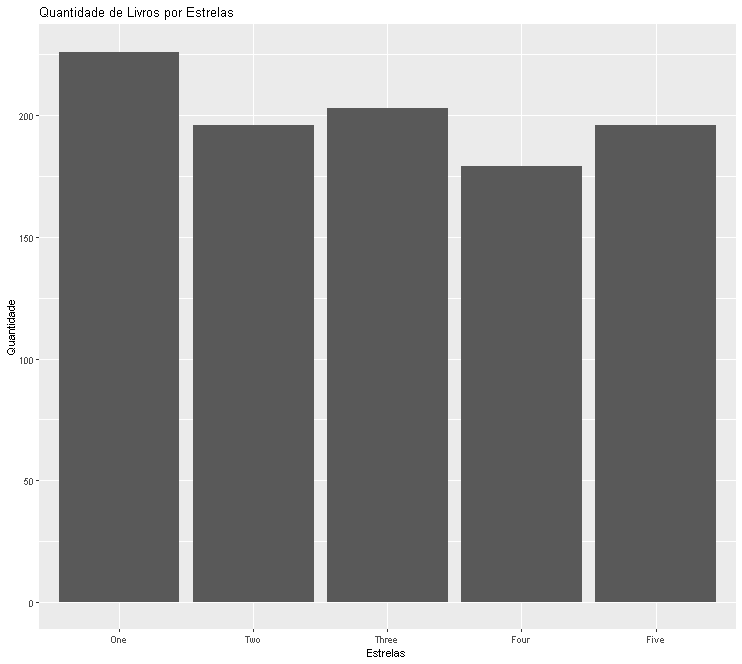 Quantidade de Livros por Estrelas
Quantidade
200
150
100
50
0
One Two Three Four Five
Estrelas